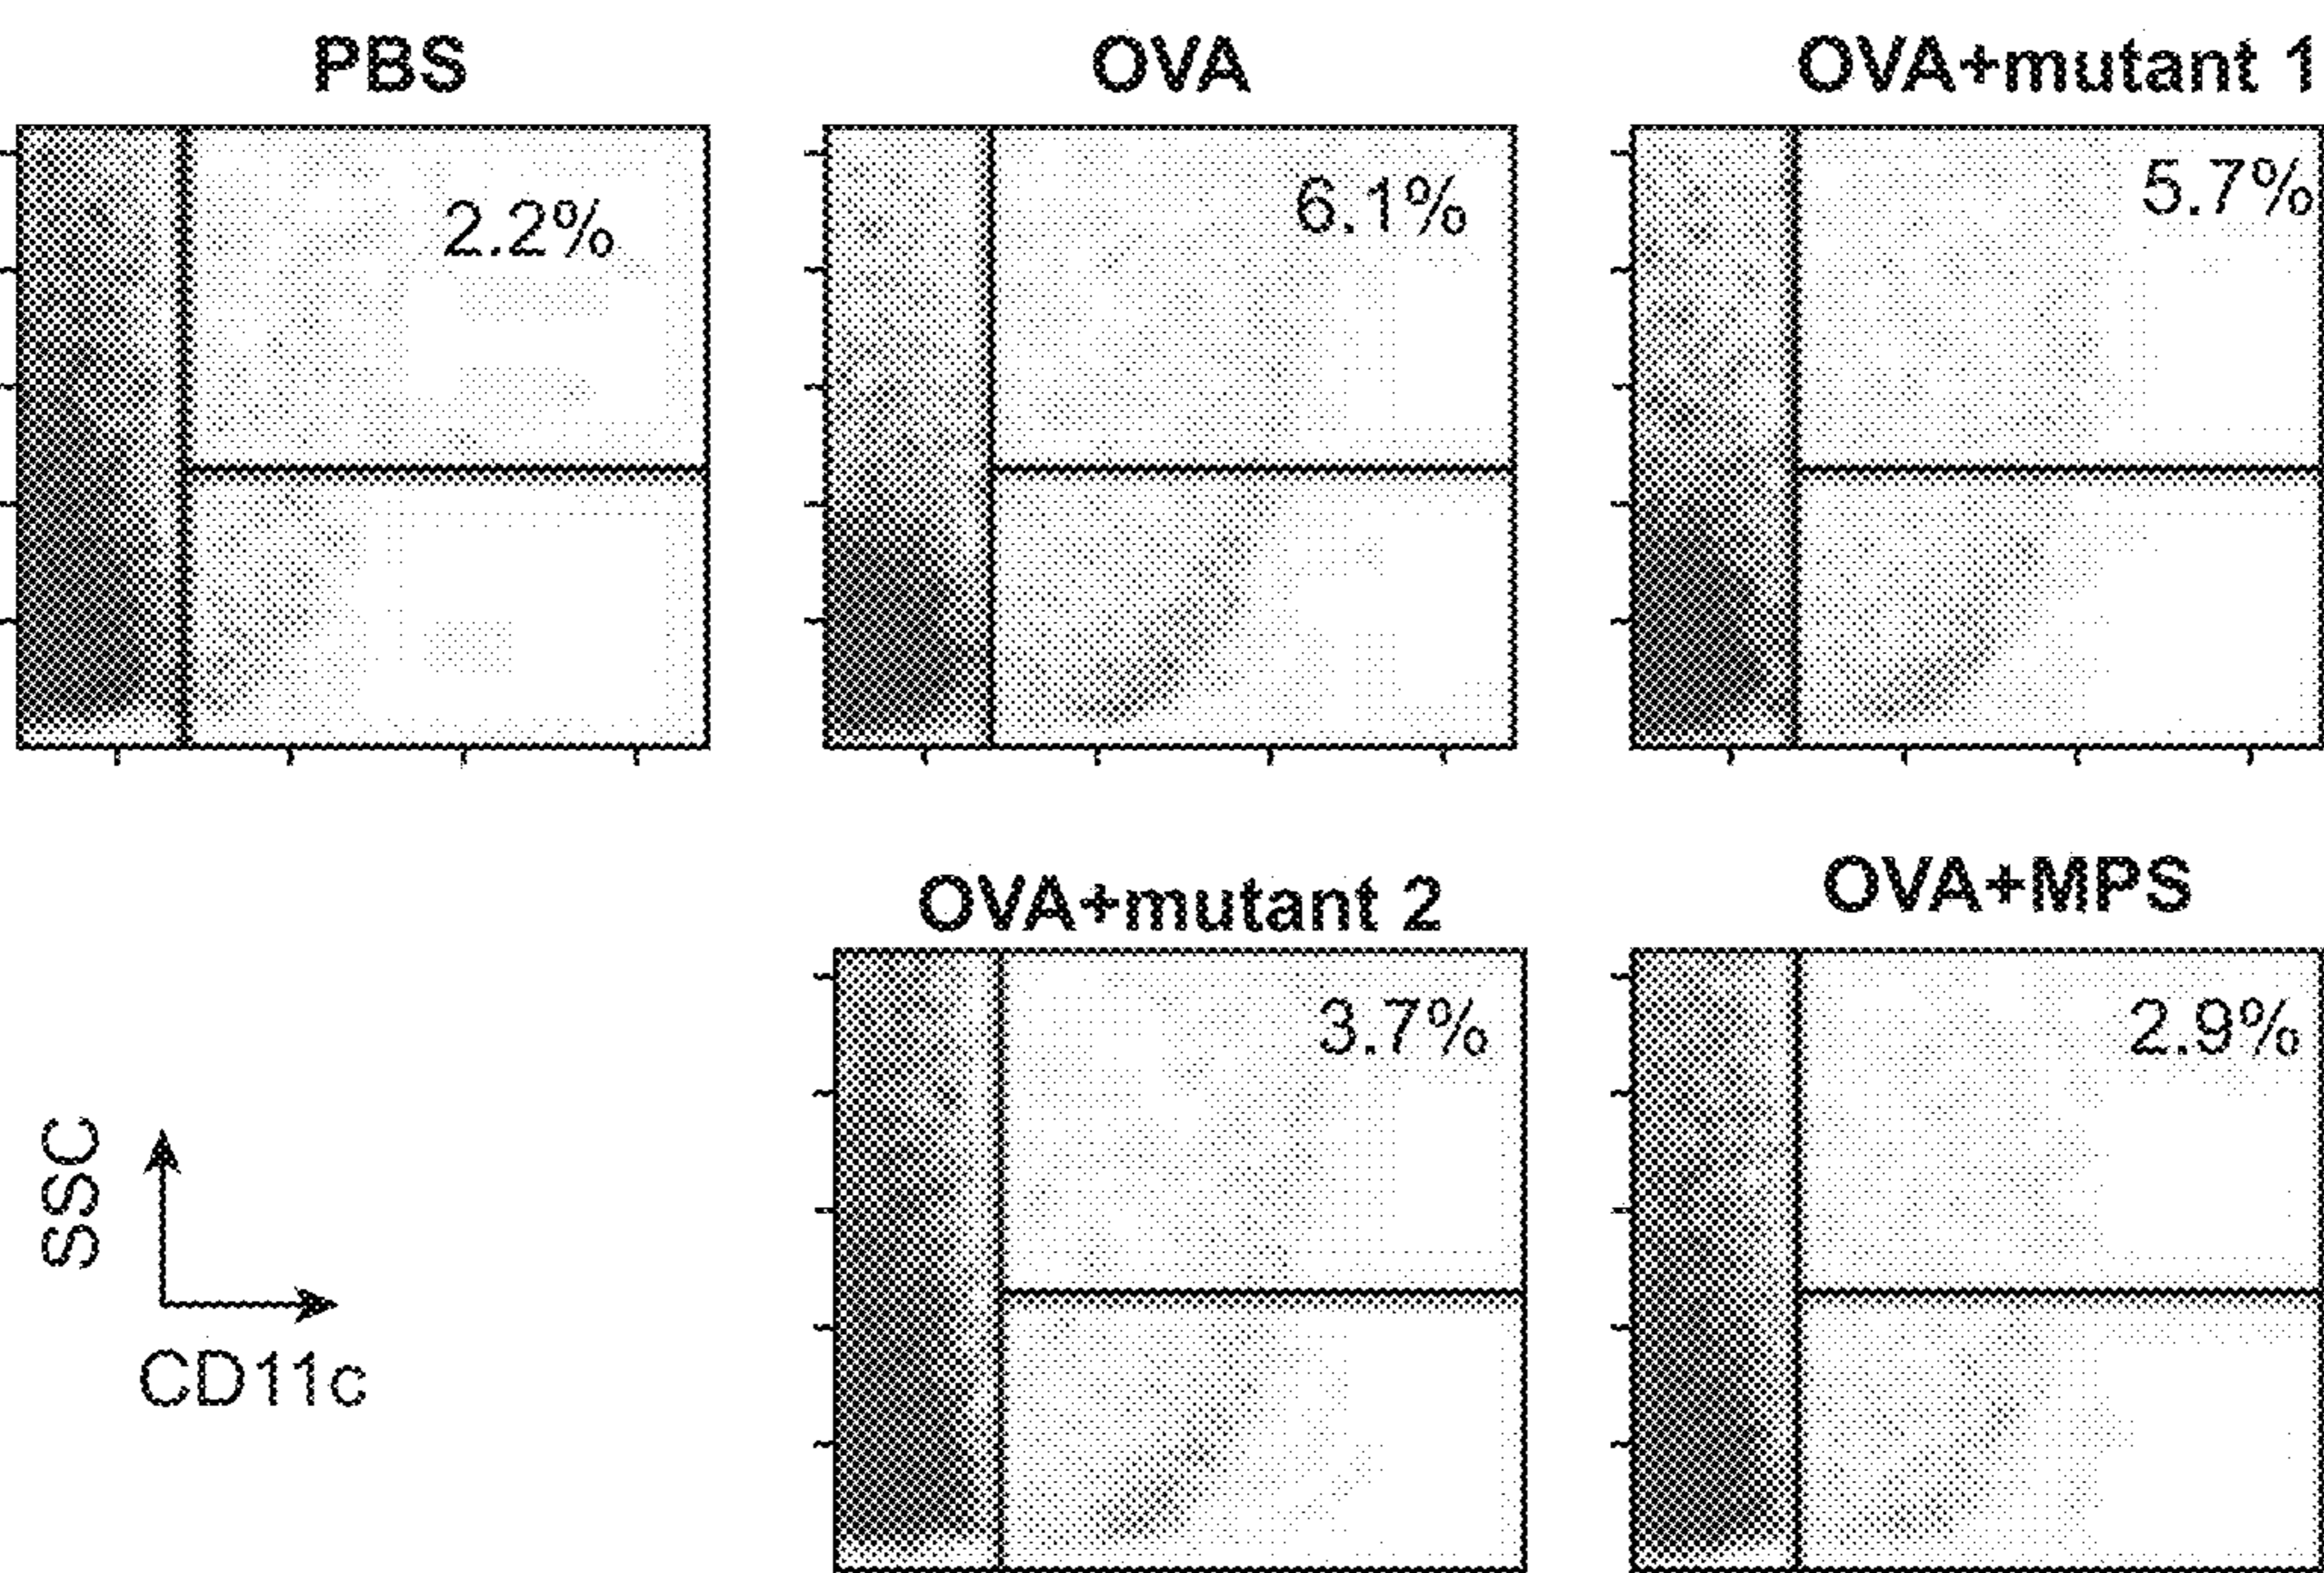 PBS
OVA
OVA+mutant 1
2.2%
6.1%
5.7%
OVA+mutant 2
OVA+MPS
3.7%
2.9%
SSC
CD11c